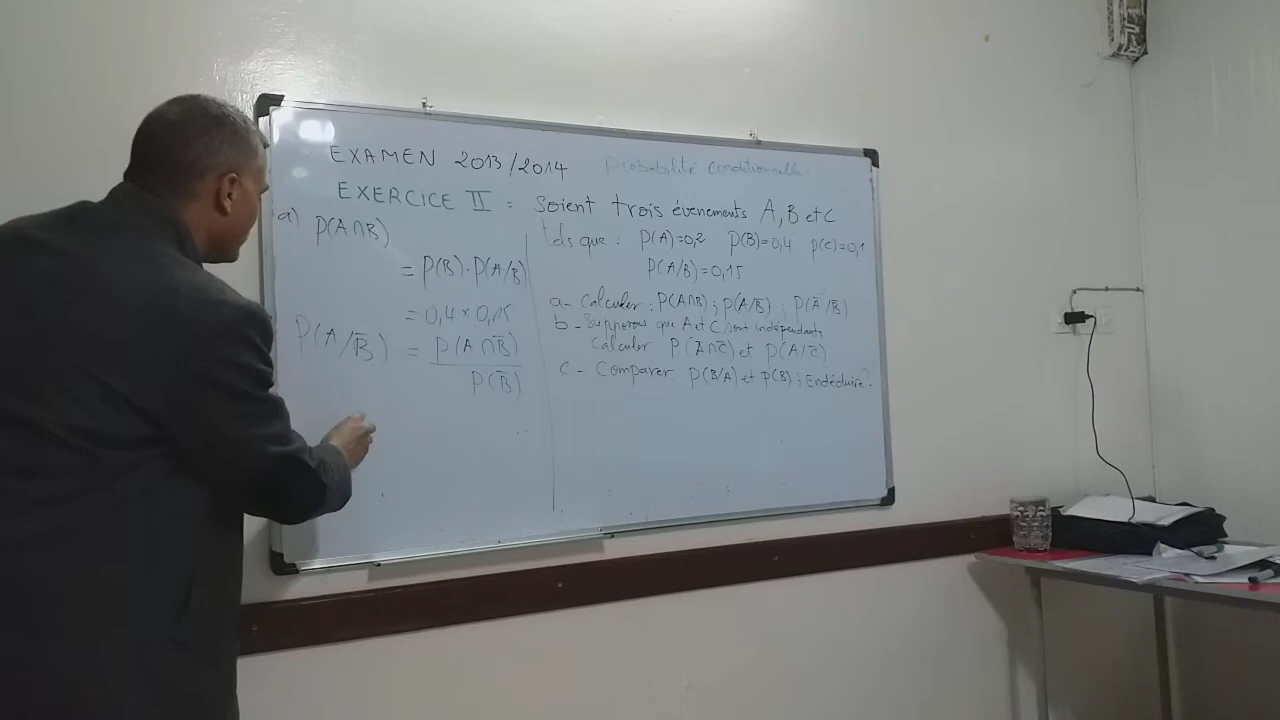 EXAMEN 2013/2014 probabilité conditionnelle
EXERCICE II = Soient trois évenements A, B et C
tels que : P(A)=0,2 P(B)=0,4 P(C)=0,1
P(A/B)=0,15
a- Calculer : P(A∩B) ; P(A/B̅) ; P(A̅/B̅)
b- Supposons que A et C sont indépendants
Calculer P(A̅∩C̅) et P(A/C̅)
c- Comparer P(B/A) et P(B) ; En déduire ?
a) P(A∩B)
= P(B).P(A/B)
= 0,4 x 0,15
P(A/B̅) = P(A∩B̅)
P(B̅)